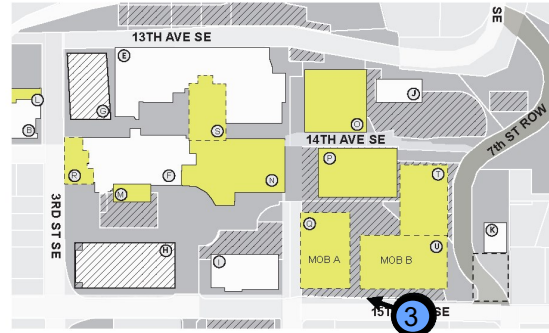 SE
13TH AVE SE
E
J
L
G
B
O
S
14TH AVE SE
7th ST ROW
P
R
F
N
T
M
3RD ST SE
Q
K
H
U
I
MOB A
MOB B
3
SE